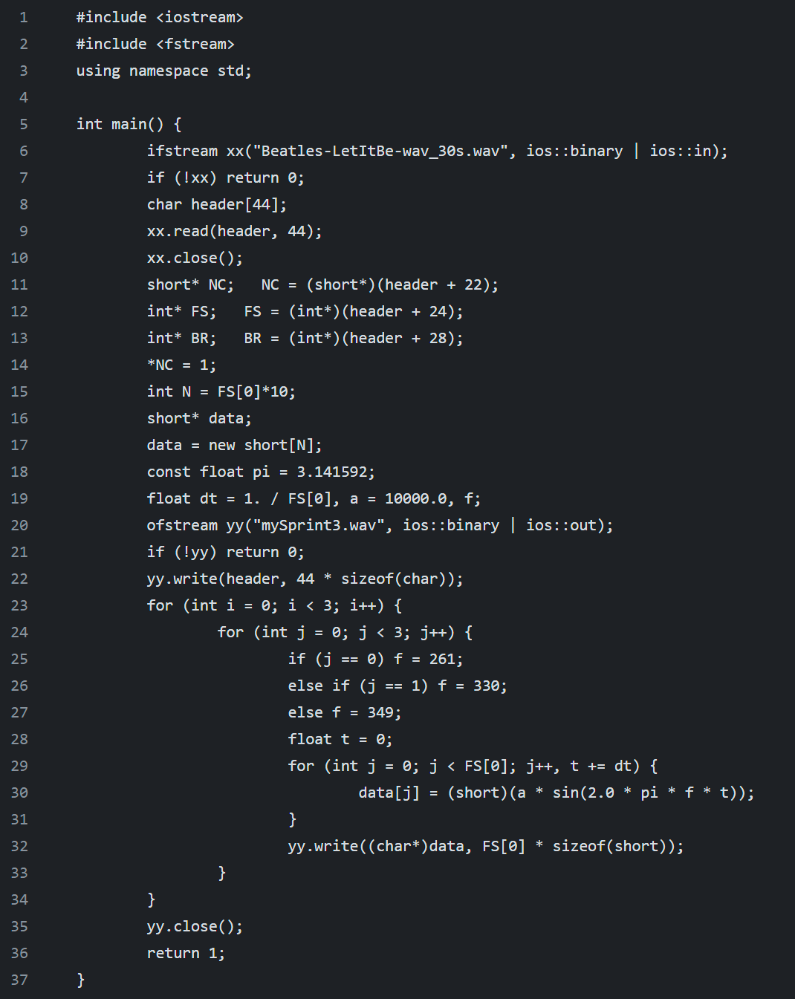 1 #include <iostream>
2 #include <fstream>
3 using namespace std;
4
5 int main() {
6 ifstream xx("Beatles-LetItBe-wav_30s.wav", ios::binary | ios::in);
7 if (!xx) return 0;
8 char header[44];
9 xx.read(header, 44);
10 xx.close();
11 short* NC;   NC = (short*)(header + 22);
12 int* FS;   FS = (int*)(header + 24);
13 int* BR;   BR = (int*)(header + 28);
14 *NC = 1;
15 int N = FS[0]*10;
16 short* data;
17 data = new short[N];
18 const float pi = 3.141592;
19 float dt = 1. / FS[0], a = 10000.0, f;
20 ofstream yy("mySprint3.wav", ios::binary | ios::out);
21 if (!yy) return 0;
22 yy.write(header, 44 * sizeof(char));
23 for (int i = 0; i < 3; i++) {
24 for (int j = 0; j < 3; j++) {
25 if (j == 0) f = 261;
26 else if (j == 1) f = 330;
27 else f = 349;
28 float t = 0;
29 for (int j = 0; j < FS[0]; j++, t += dt) {
30 data[j] = (short)(a * sin(2.0 * pi * f * t));
31 }
32 yy.write((char*)data, FS[0] * sizeof(short));
33 }
34 }
35 yy.close();
36 return 1;
37 }